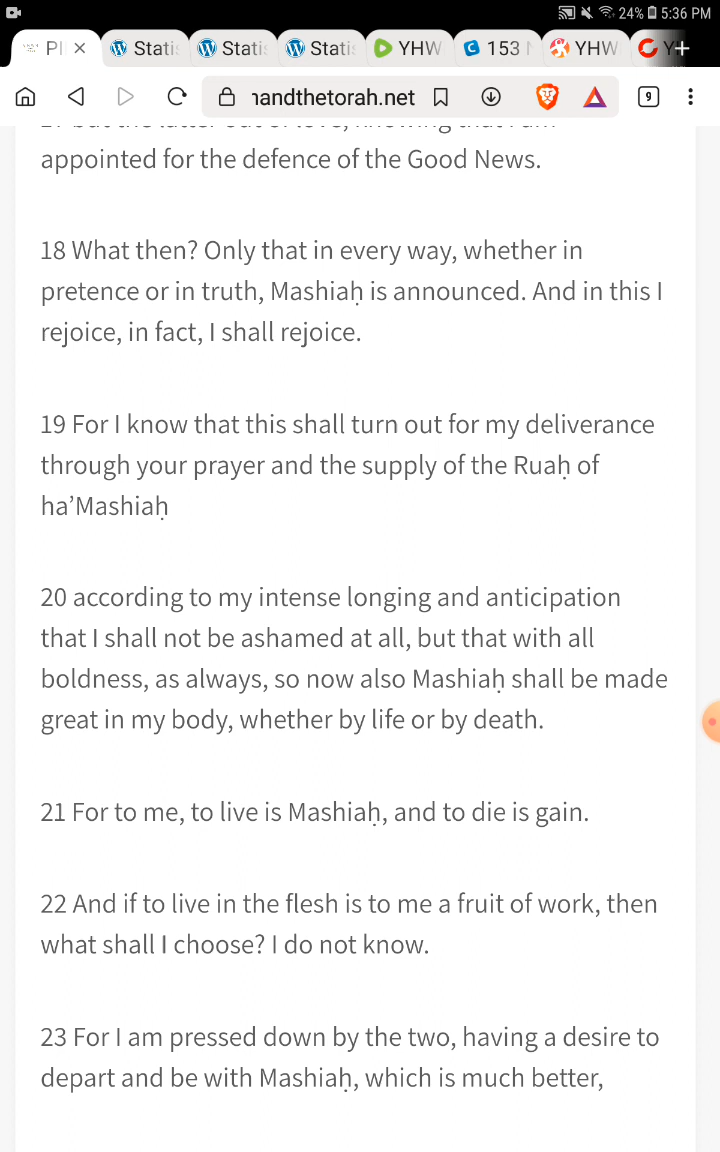 24% 5:36 PM
Pl Stati Stati Stati YHW 153 YHW Y
handthetorah.net 9
appointed for the defence of the Good News.
18 What then? Only that in every way, whether in
pretence or in truth, Mashiaḥ is announced. And in this I
rejoice, in fact, I shall rejoice.
19 For I know that this shall turn out for my deliverance
through your prayer and the supply of the Ruaḥ of
ha’Mashiaḥ
20 according to my intense longing and anticipation
that I shall not be ashamed at all, but that with all
boldness, as always, so now also Mashiaḥ shall be made
great in my body, whether by life or by death.
21 For to me, to live is Mashiaḥ, and to die is gain.
22 And if to live in the flesh is to me a fruit of work, then
what shall I choose? I do not know.
23 For I am pressed down by the two, having a desire to
depart and be with Mashiaḥ, which is much better,